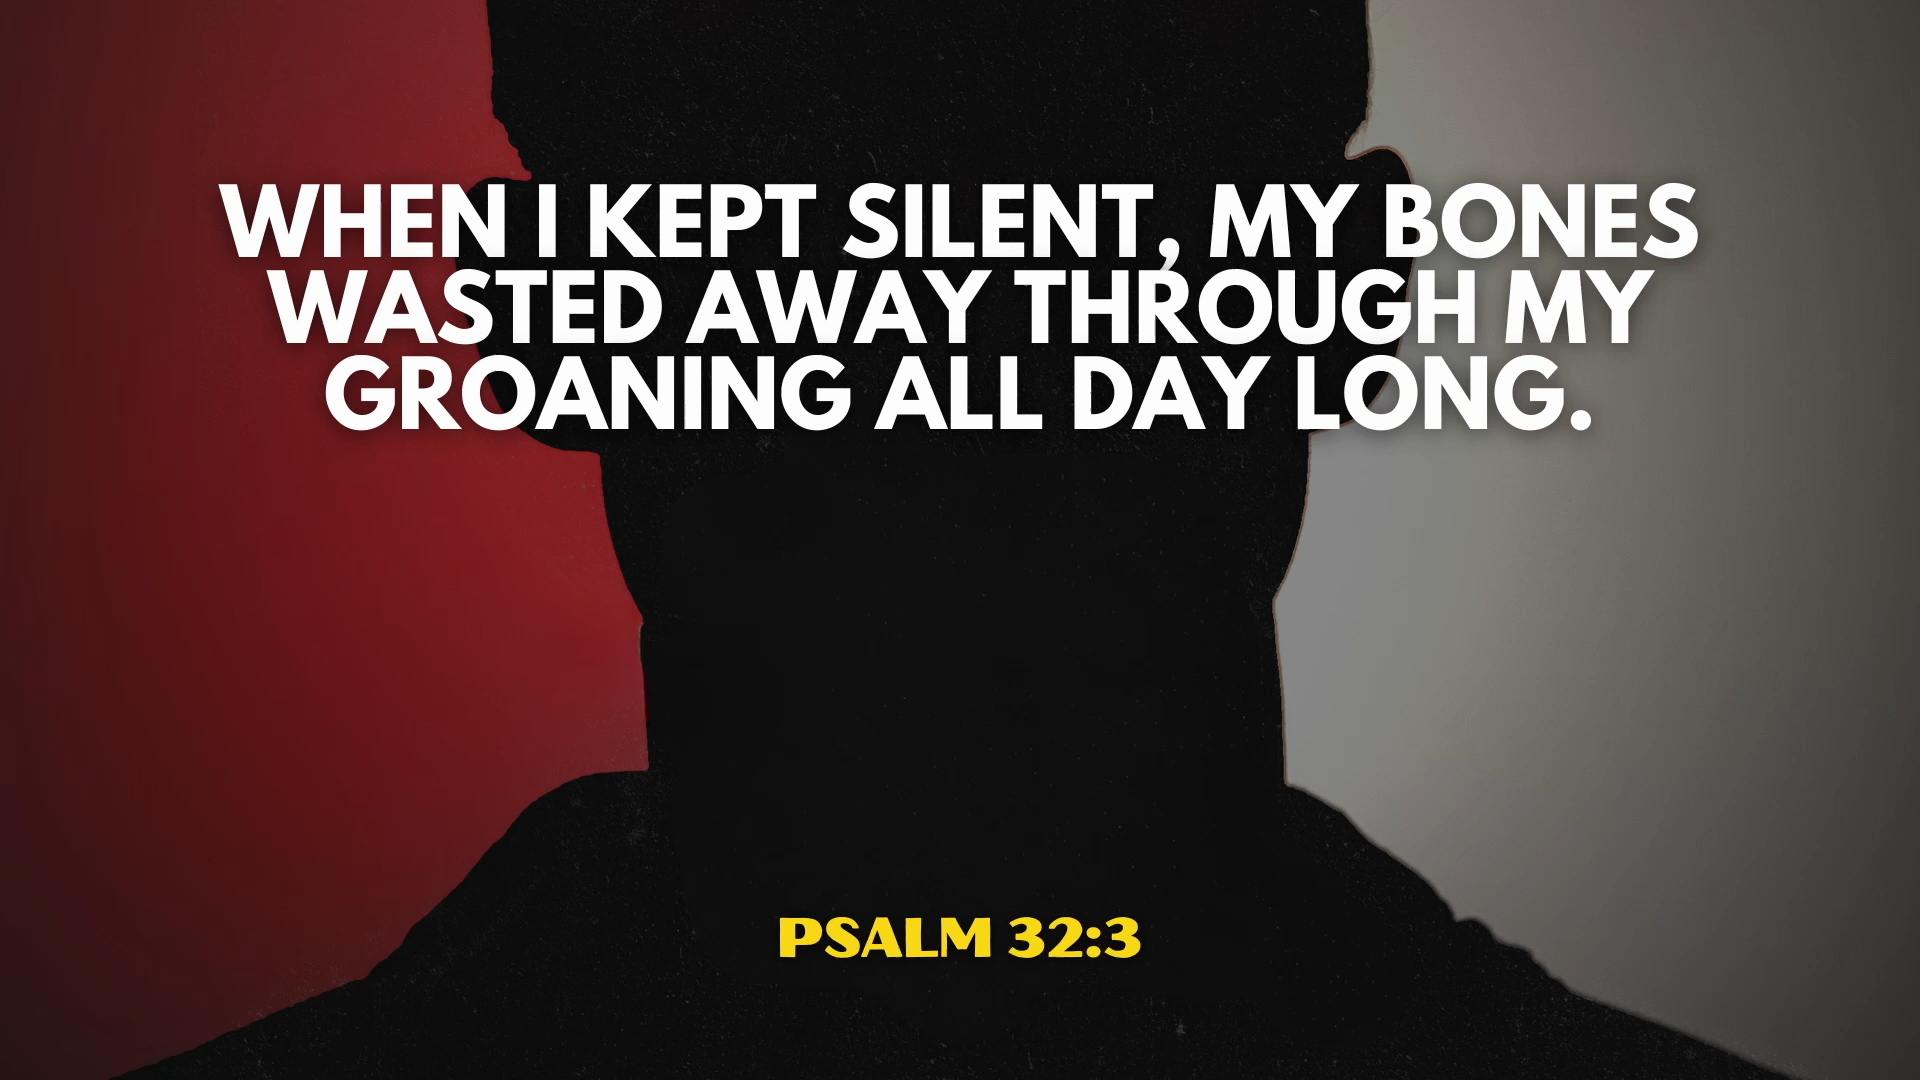 WHEN I KEPT SILENT, MY BONES
WASTED AWAY THROUGH MY
GROANING ALL DAY LONG.
PSALM 32:3